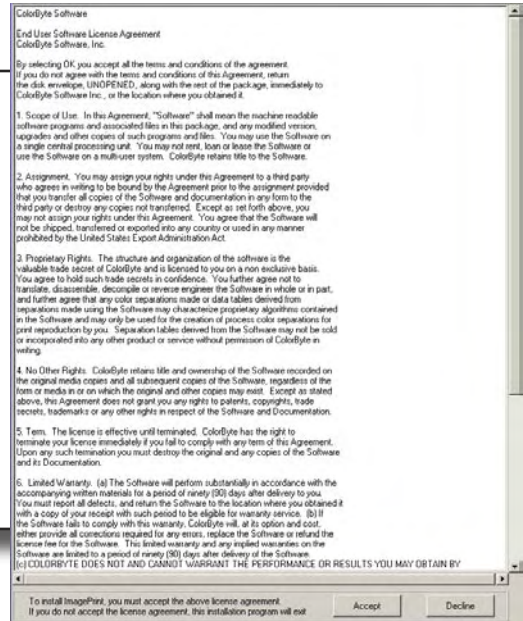 ColorByte Software
End User Software License Agreement
ColorByte Software, Inc.
By selecting OK you accept all the terms and conditions of the agreement.
If you do not agree with the terms and conditions of this Agreement, return
the disk envelope, UNOPENED, along with the rest of the package, immediately to
ColorByte Software Inc., or the location where you obtained it.
1. Scope of Use. In this Agreement, "Software" shall mean the machine readable
software programs and associated files in this package, and any modified version,
upgrades and other copies of such programs and files. You may use the Software on
a single central processing unit. You may not rent, loan or lease the Software or
use the Software on a multi-user system. ColorByte retains title to the Software.
2. Assignment. You may assign your rights under this Agreement to a third party
who agrees in writing to be bound by the Agreement prior to the assignment provided
that you transfer all copies of the Software and documentation in any form to the
third party or destroy any copies not transferred. Except as set forth above, you
may not assign your rights under this Agreement. You agree that the Software will
not be shipped, transferred or exported into any country or used in any manner
prohibited by the United States Export Administration Act.
3. Proprietary Rights. The structure and organization of the software is the
valuable trade secret of ColorByte and is licensed to you on a non exclusive basis.
You agree to hold such trade secrets in confidence. You further agree not to
translate, disassemble, decompile or reverse engineer the Software in whole or in part,
and further agree that any color separations made or data tables derived from
separations made using the Software may characterize proprietary algorithms contained
in the Software and may only be used for the creation of process color separations for
print reproduction by you. Separation tables derived from the Software may not be sold
or incorporated into any other product or service without permission of ColorByte in
writing.
4. No Other Rights. ColorByte retains title and ownership of the Software recorded on
the original media copies and all subsequent copies of the Software, regardless of the
form or media in or on which the original and other copies may exist. Except as stated
above, this Agreement does not grant you any rights to patents, copyrights, trade
secrets, trademarks or any other rights in respect of the Software and Documentation.
5. Term. The license is effective until terminated. ColorByte has the right to
terminate your license immediately if you fail to comply with any term of this Agreement.
Upon any such termination you must destroy the original and any copies of the Software
and its Documentation.
6. Limited Warranty. (a) The Software will perform substantially in accordance with the
accompanying written materials for a period of ninety (90) days after delivery to you.
You must report all defects, and return the Software to the location where you obtained it
with a copy of your receipt with such period to be eligible for warranty service. (b) If
the Software fails to comply with this warranty, ColorByte will, at its option and cost,
either provide all corrections required for any errors, replace the Software or refund the
license fee for the Software. This limited warranty and any implied warranties on the
Software are limited to a period of ninety (90) days after delivery of the Software.
(c) COLORBYTE DOES NOT AND CANNOT WARRANT THE PERFORMANCE OR RESULTS YOU MAY OBTAIN BY
To install ImagePrint, you must accept the above license agreement.
If you do not accept the license agreement, this installation program will exit
Accept
Decline